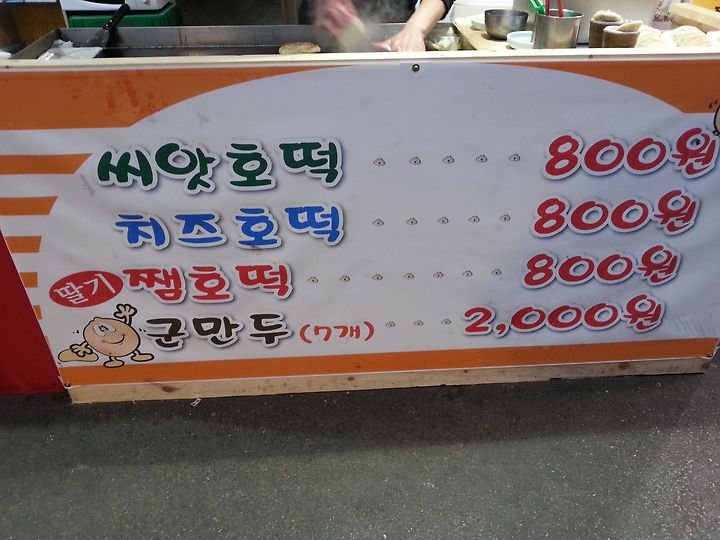 씨앗호떡 800원
치즈호떡 800원
딸기 쨈호떡 800원
군만두 (7개) 2,000원